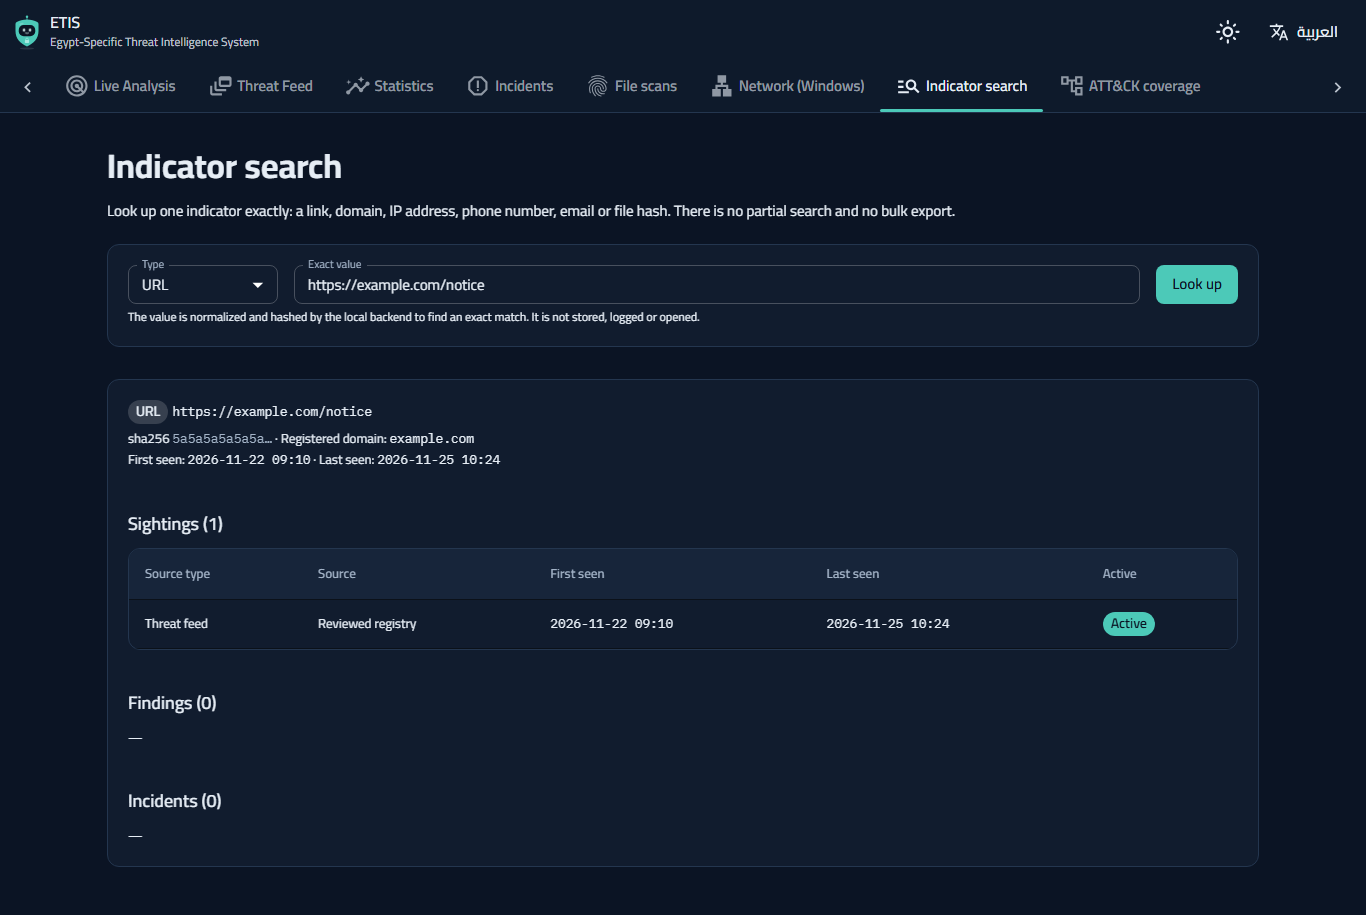 ETIS
Egypt-Specific Threat Intelligence System
العربية
Live Analysis
Threat Feed
Statistics
Incidents
File scans
Network (Windows)
Indicator search
ATT&CK coverage
Indicator search
Look up one indicator exactly: a link, domain, IP address, phone number, email or file hash. There is no partial search and no bulk export.
Type
URL
Exact value
https://example.com/notice
Look up
The value is normalized and hashed by the local backend to find an exact match. It is not stored, logged or opened.
URL https://example.com/notice
sha256 5a5a5a5a5a5a… · Registered domain: example.com
First seen: 2026-11-22 09:10 · Last seen: 2026-11-25 10:24
Sightings (1)
Source type Source First seen Last seen Active
Threat feed Reviewed registry 2026-11-22 09:10 2026-11-25 10:24 Active
Findings (0)
—
Incidents (0)
—